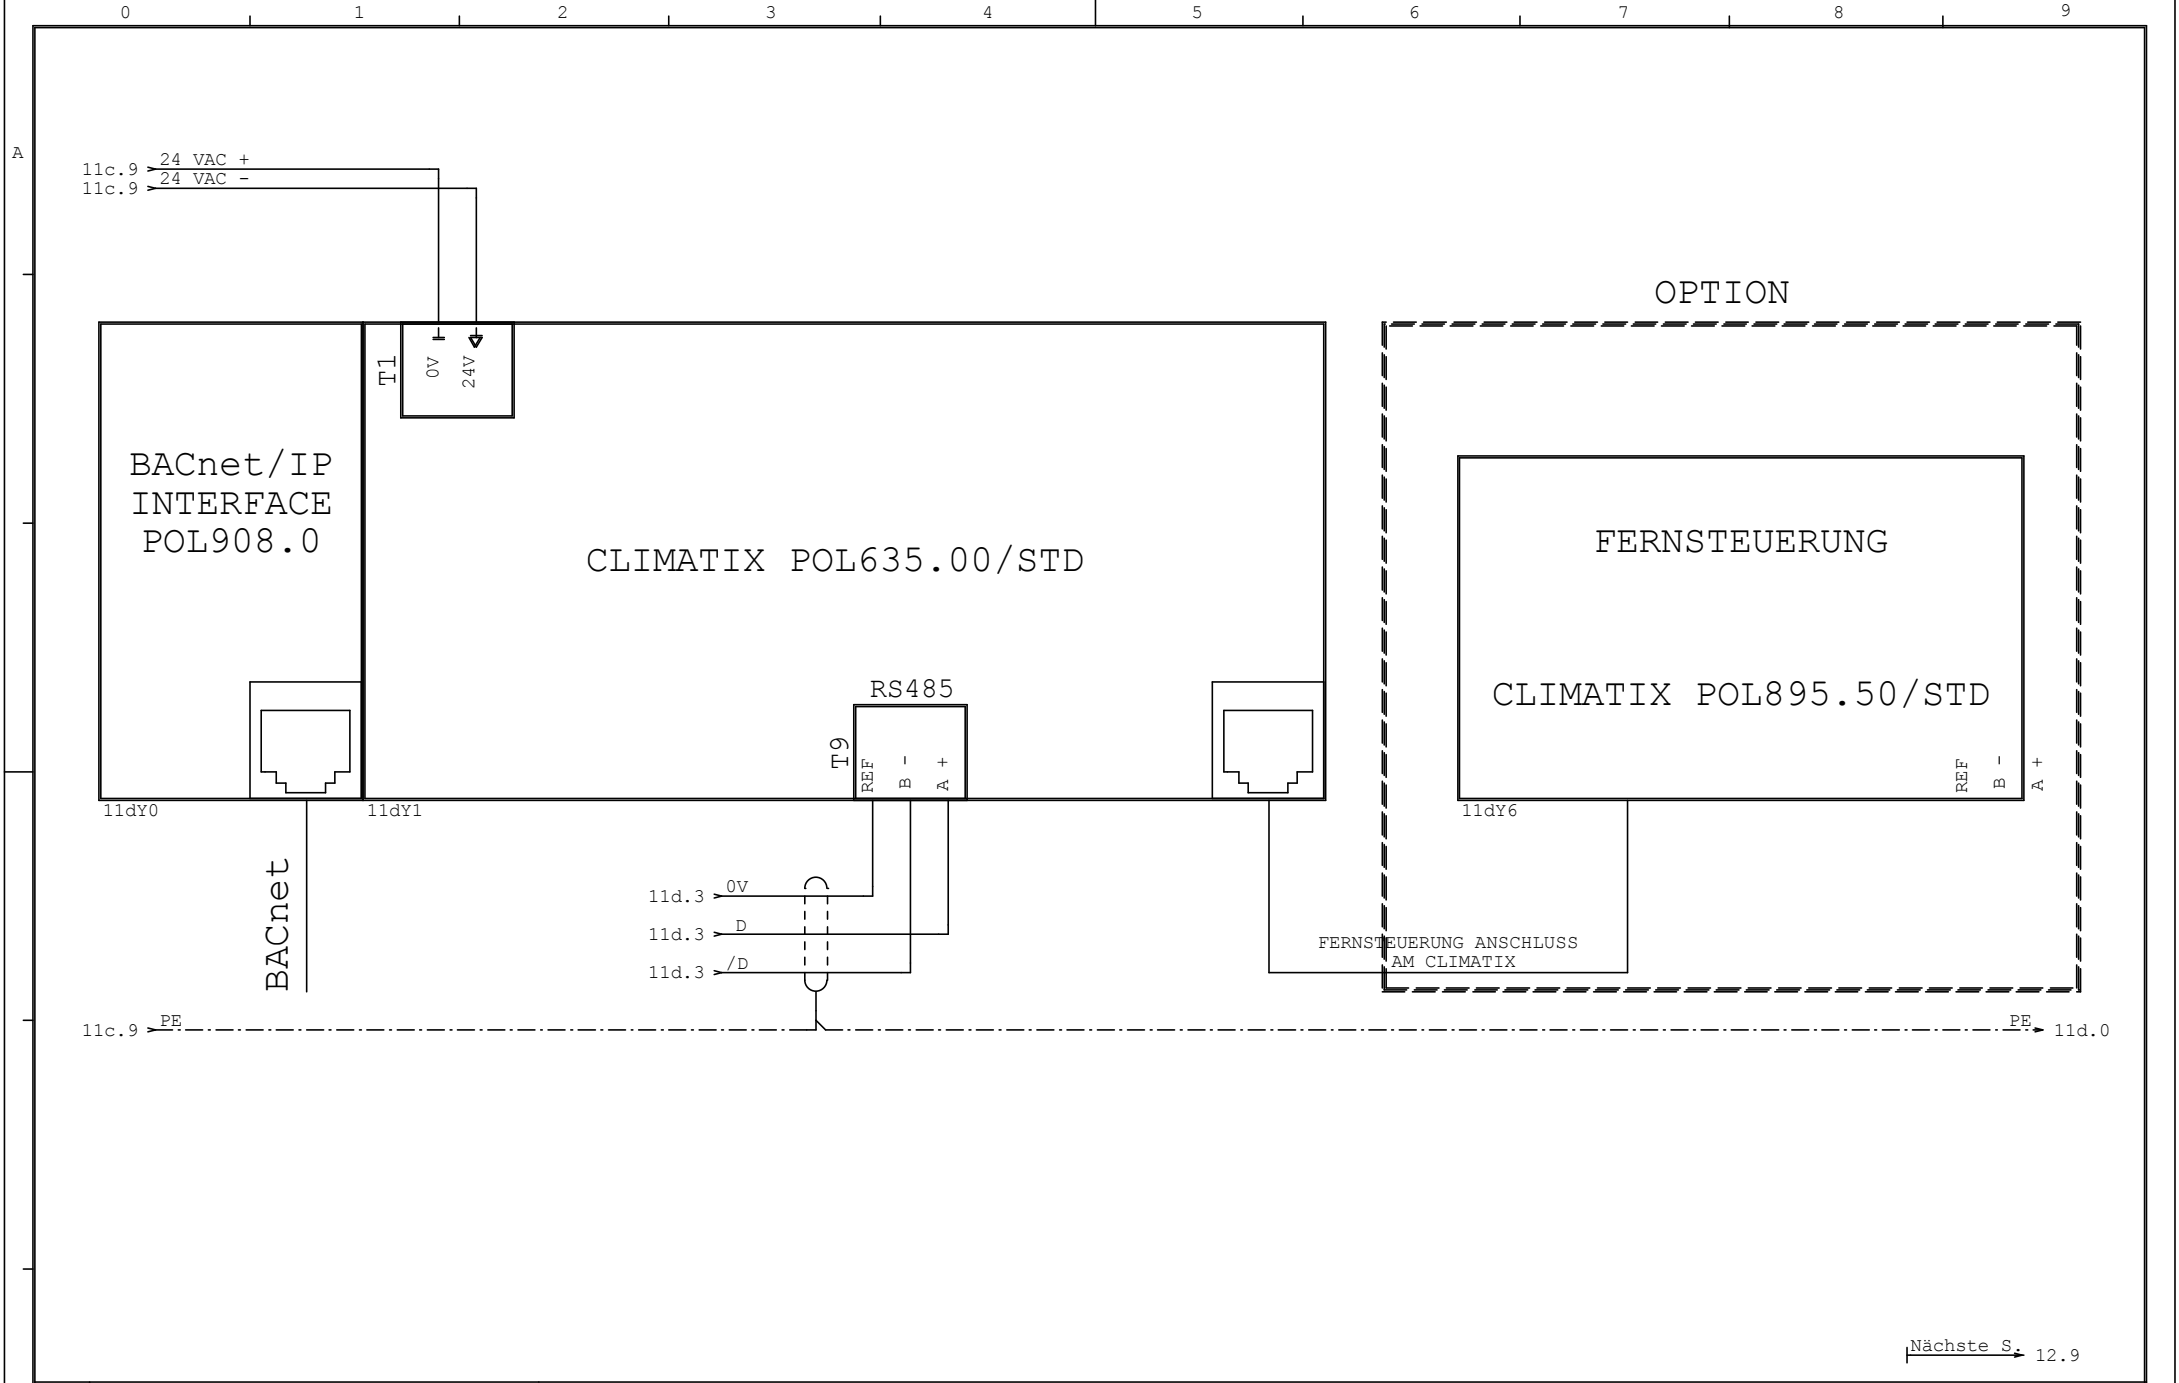 0 1 2 3 4 5 6 7 8 9
A
11c.9 24 VAC +
11c.9 24 VAC -
OPTION
T1
0V
24V
BACnet/IP
INTERFACE
POL908.0
CLIMATIX POL635.00/STD
FERNSTEUERUNG
CLIMATIX POL895.50/STD
RS485
T9
REF
B -
A +
REF
B -
A +
11dY0
11dY1
11dY6
BACnet
11d.3 0V
11d.3 D
11d.3 /D
FERNSTEUERUNG ANSCHLUSS
AM CLIMATIX
11c.9 PE
PE 11d.0
Nächste S. 12.9